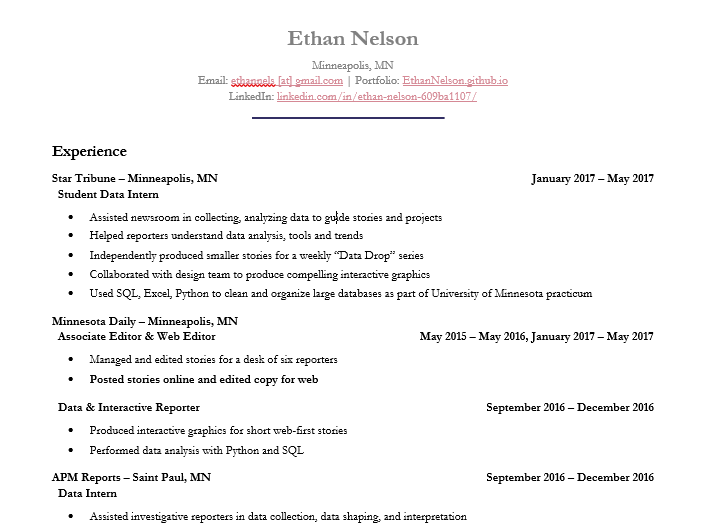 Ethan Nelson
Minneapolis, MN
Email: ethannels [at] gmail.com | Portfolio: EthanNelson.github.io
LinkedIn: linkedin.com/in/ethan-nelson-609ba1107/
Experience
Star Tribune – Minneapolis, MN January 2017 – May 2017
Student Data Intern
• Assisted newsroom in collecting, analyzing data to guide stories and projects
• Helped reporters understand data analysis, tools and trends
• Independently produced smaller stories for a weekly “Data Drop” series
• Collaborated with design team to produce compelling interactive graphics
• Used SQL, Excel, Python to clean and organize large databases as part of University of Minnesota practicum
Minnesota Daily – Minneapolis, MN
Associate Editor & Web Editor May 2015 – May 2016, January 2017 – May 2017
• Managed and edited stories for a desk of six reporters
• Posted stories online and edited copy for web
Data & Interactive Reporter September 2016 – December 2016
• Produced interactive graphics for short web-first stories
• Performed data analysis with Python and SQL
APM Reports – Saint Paul, MN September 2016 – December 2016
Data Intern
• Assisted investigative reporters in data collection, data shaping, and interpretation